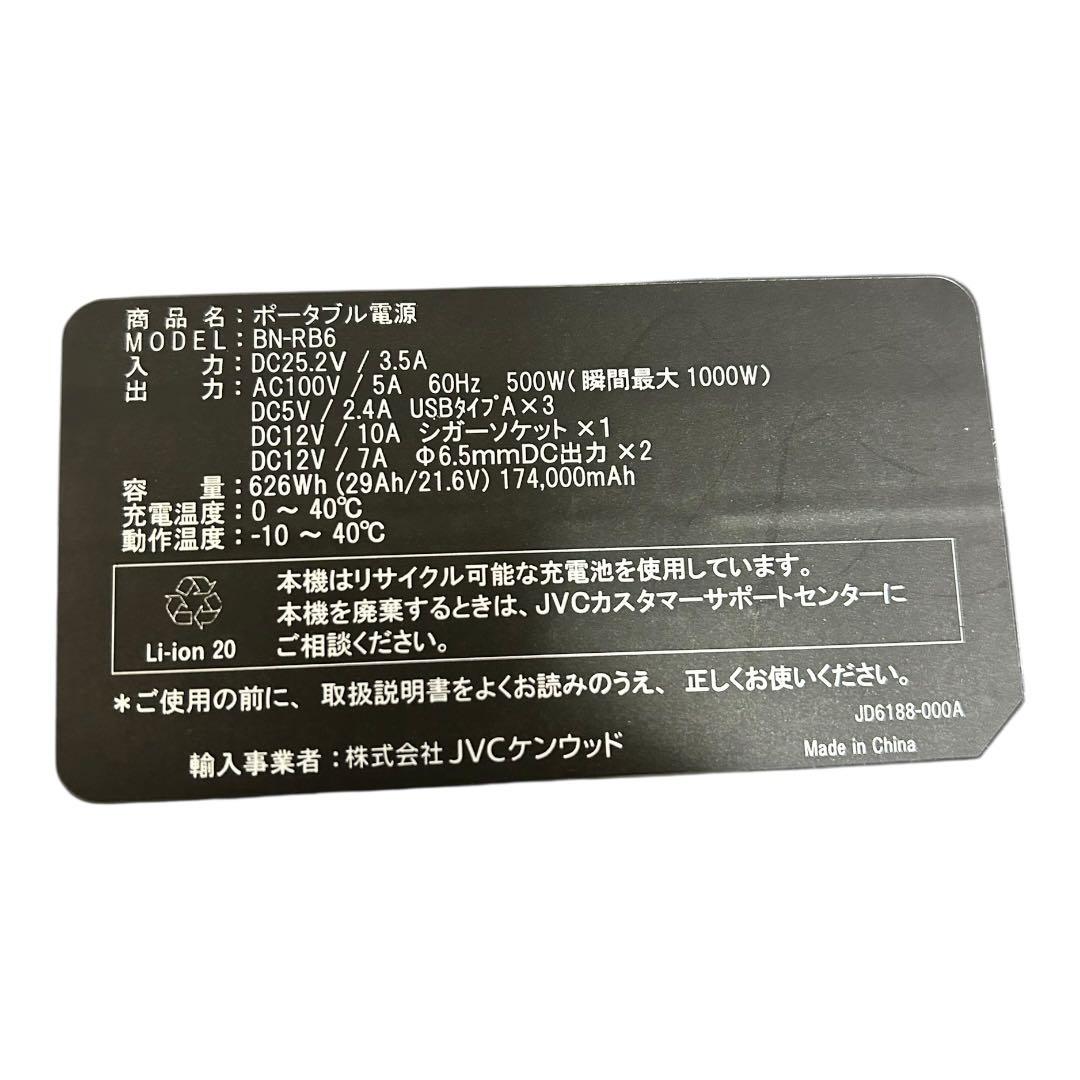 商品名：ポータブル電源
MODEL：BN-RB6
入力：DC25.2V / 3.5A
出力：AC100V / 5A 60Hz 500W(瞬間最大1000W)
DC5V / 2.4A USBﾀｲﾌﾟA×3
DC12V / 10A シガーソケット×1
DC12V / 7A Φ6.5mmDC出力×2
容量：626Wh (29Ah/21.6V) 174,000mAh
充電温度：0 ～ 40℃
動作温度：-10 ～ 40℃
本機はリサイクル可能な充電池を使用しています。
本機を廃棄するときは、JVCカスタマーサポートセンターに
ご相談ください。
Li-ion 20
＊ご使用の前に、取扱説明書をよくお読みのうえ、正しくお使いください。
JD6188-000A
輸入事業者：株式会社JVCケンウッド
Made in China